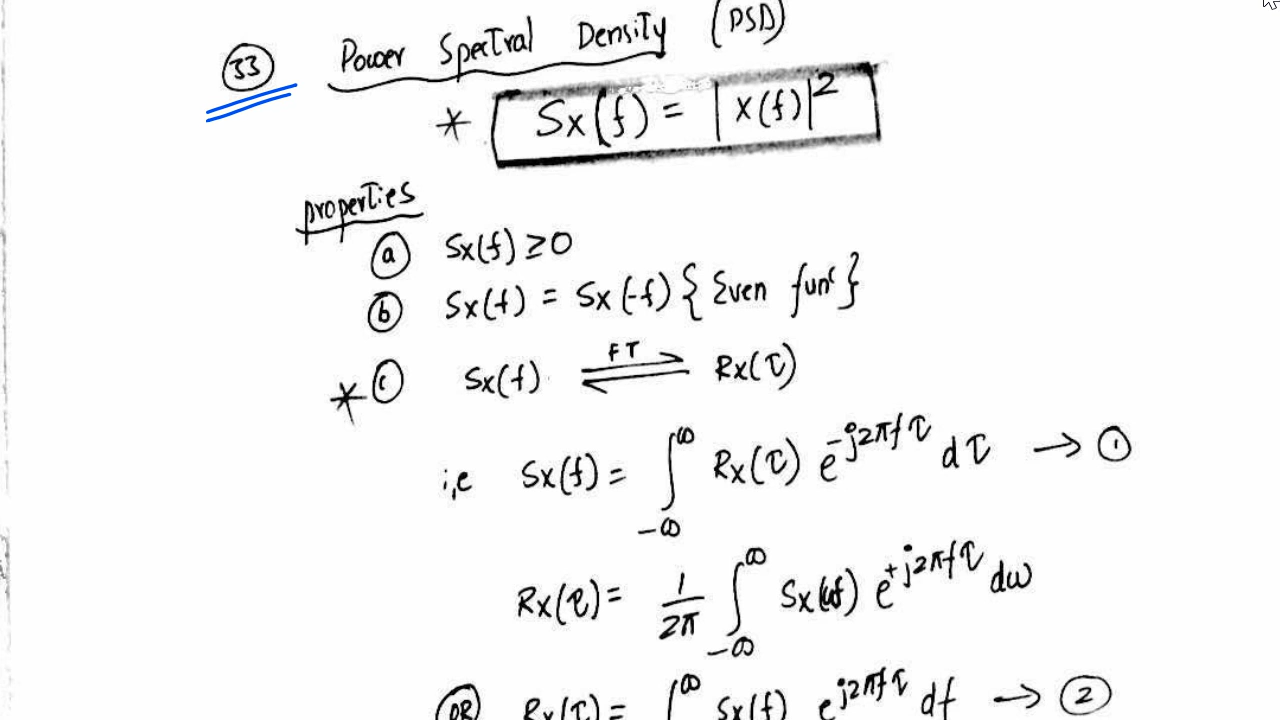 33 Power Spectral Density (PSD)
* Sx(f) = |X(f)|²
properties
a Sx(f) ≥ 0
b Sx(f) = Sx(-f) { Even func }
* c Sx(f) ⇌ FT Rx(τ)
i,e Sx(f) = ∫_{-∞}^{∞} Rx(τ) e^{-j2πfτ} dτ → 1
Rx(τ) = 1/2π ∫_{-∞}^{∞} Sx(f) e^{+j2πfτ} dω
OR Rx(τ) = ∫^{∞} Sx(f) e^{j2πfτ} df → 2